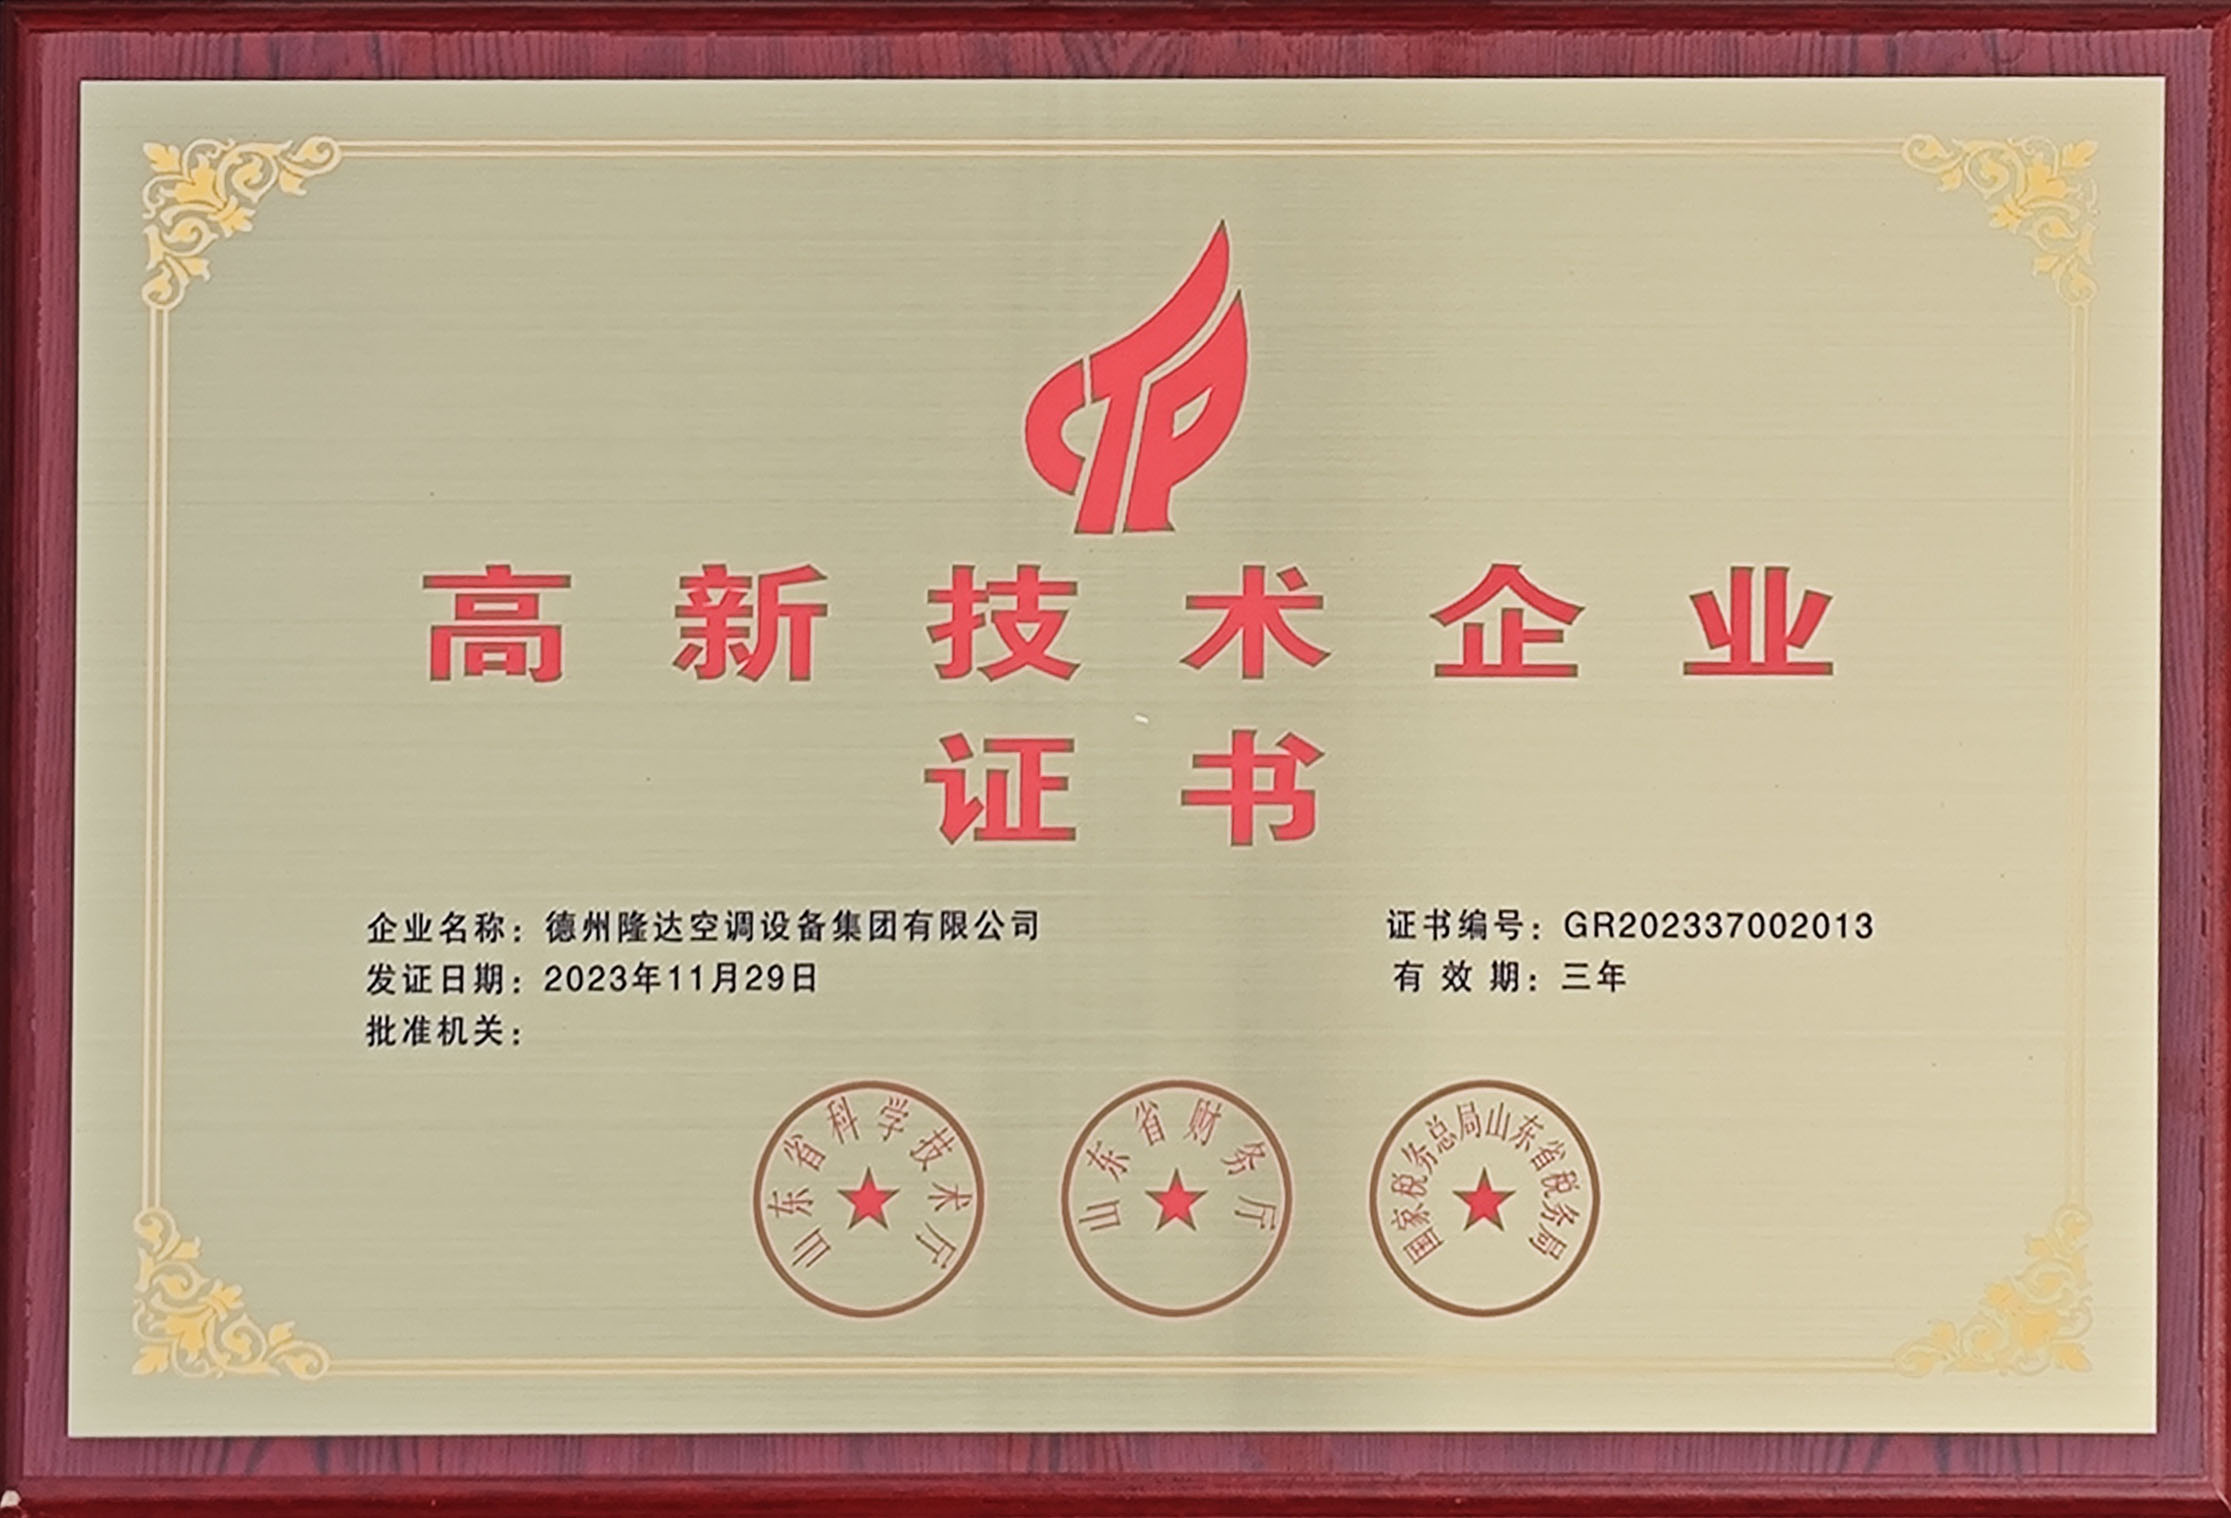 高新技术企业
证书
企业名称：德州隆达空调设备集团有限公司
证书编号：GR202337002013
发证日期：2023年11月29日
有效期：三年
批准机关：
山东省科学技术厅
山东省财务厅
国家税务总局山东省税务局